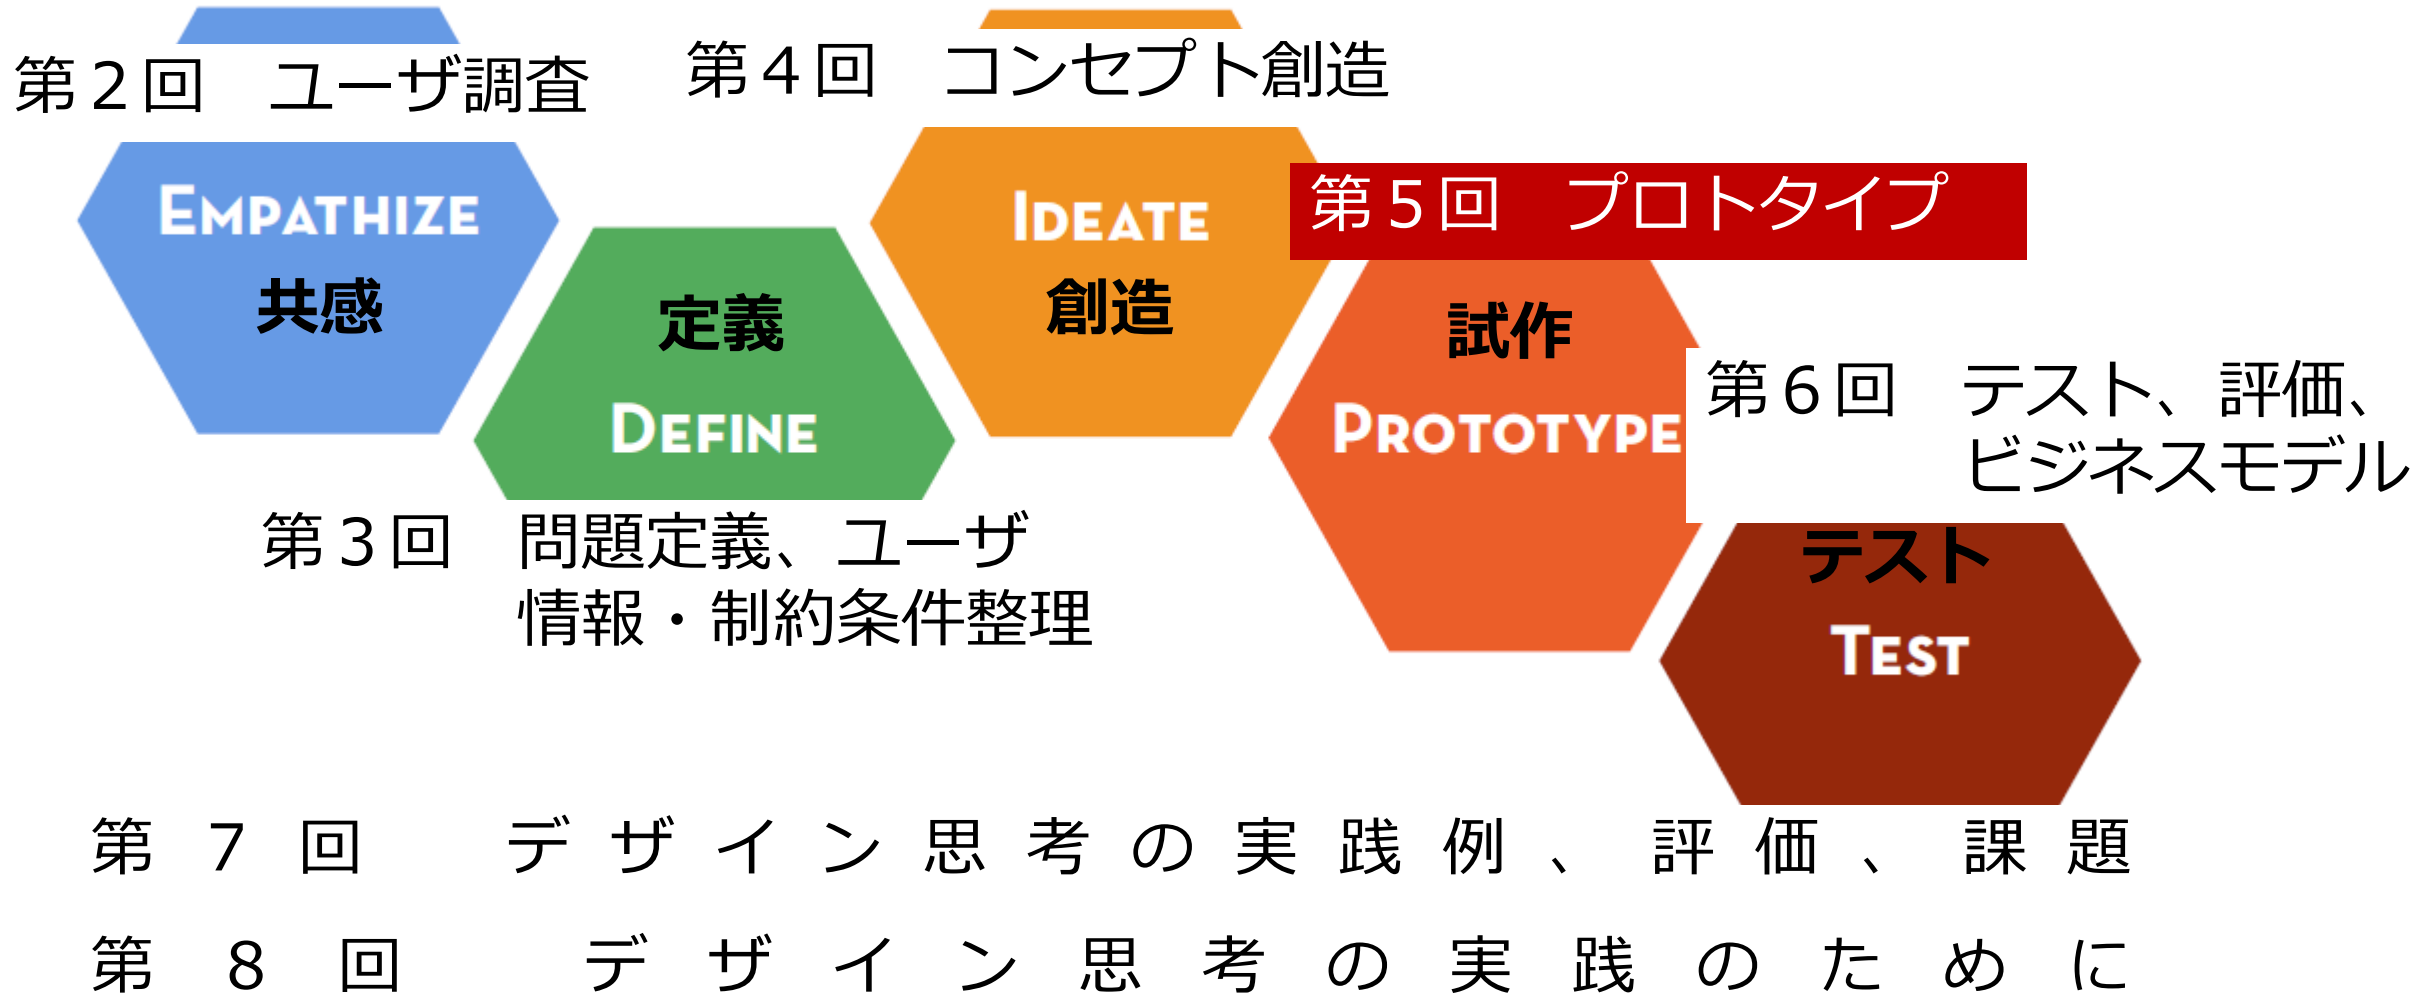 第２回　ユーザ調査
第４回　コンセプト創造
EMPATHIZE
共感
IDEATE
創造
第５回　プロトタイプ
定義
DEFINE
試作
PROTOTYPE
第６回　テスト、評価、
ビジネスモデル
第３回　問題定義、ユーザ
情報・制約条件整理
テスト
TEST
第７回　デザイン思考の実践例、評価、課題
第８回　デザイン思考の実践のために